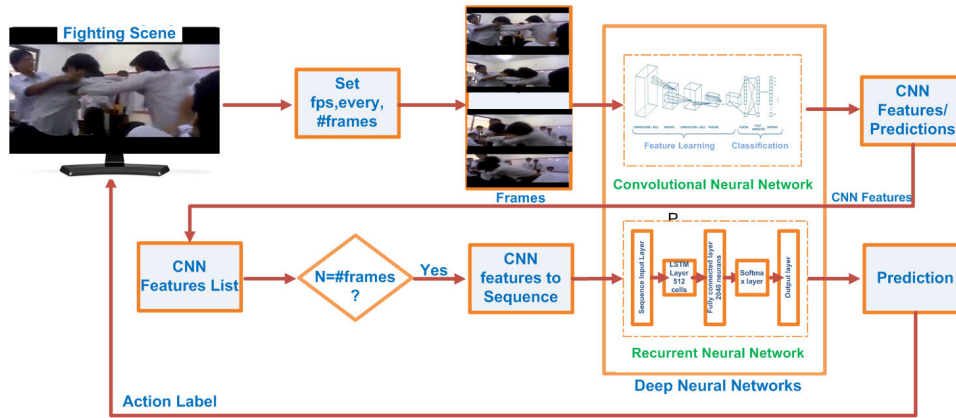 Fighting Scene
Set
fps,every,
#frames
Frames
Feature Learning
Classification
Convolutional Neural Network
CNN
Features/
Predictions
CNN Features
CNN
Features List
N=#frames
?
Yes
CNN
features to
Sequence
Sequence Input Layer
LSTM
Layer
512
cells
Fully connected layer
2048 neurans
Softma
x layer
Output layer
Recurrent Neural Network
Deep Neural Networks
Prediction
Action Label